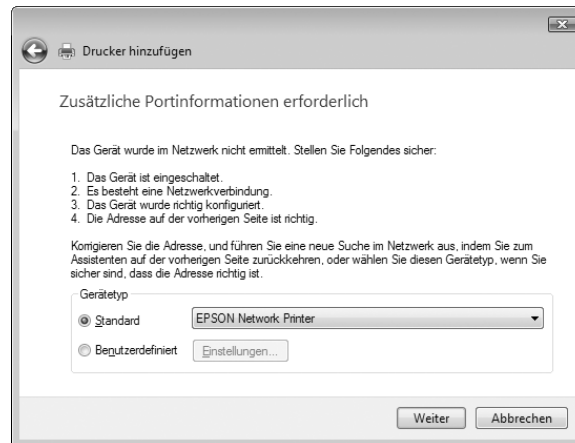 Drucker hinzufügen
Zusätzliche Portinformationen erforderlich
Das Gerät wurde im Netzwerk nicht ermittelt. Stellen Sie Folgendes sicher:
1. Das Gerät ist eingeschaltet.
2. Es besteht eine Netzwerkverbindung.
3. Das Gerät wurde richtig konfiguriert.
4. Die Adresse auf der vorherigen Seite ist richtig.
Korrigieren Sie die Adresse, und führen Sie eine neue Suche im Netzwerk aus, indem Sie zum
Assistenten auf der vorherigen Seite zurückkehren, oder wählen Sie diesen Gerätetyp, wenn Sie
sicher sind, dass die Adresse richtig ist.
Gerätetyp
Standard EPSON Network Printer
Benutzerdefiniert Einstellungen...
Weiter Abbrechen